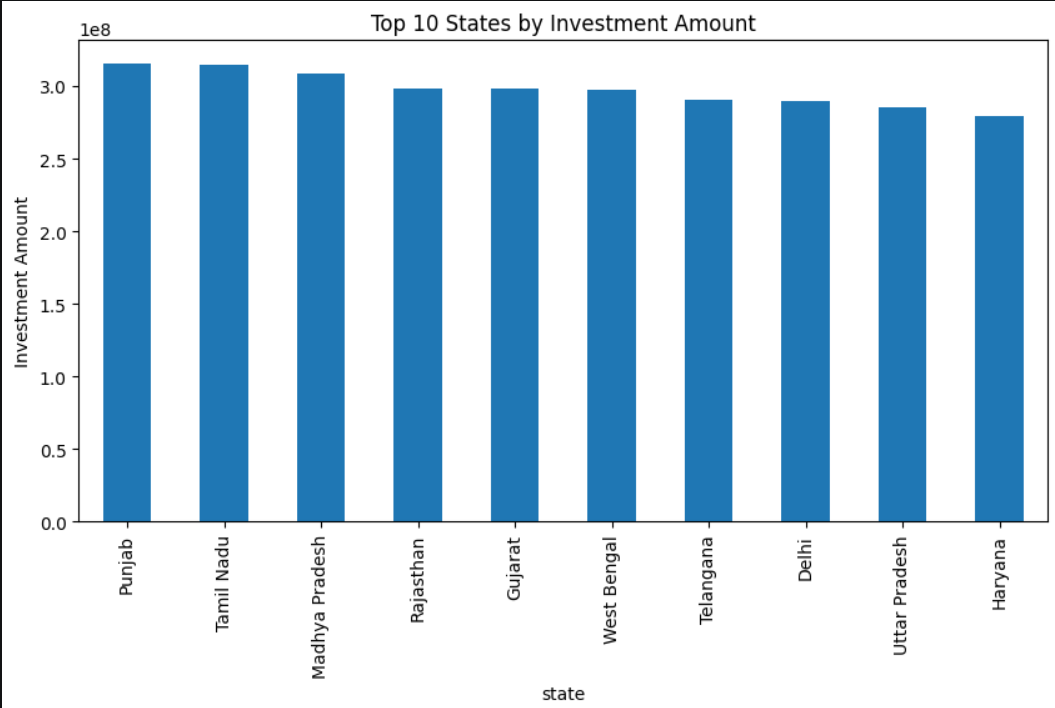 Top 10 States by Investment Amount
1e8
3.0
2.5
2.0
1.5
1.0
0.5
0.0
Investment Amount
Punjab
Tamil Nadu
Madhya Pradesh
Rajasthan
Gujarat
West Bengal
Telangana
Delhi
Uttar Pradesh
Haryana
state